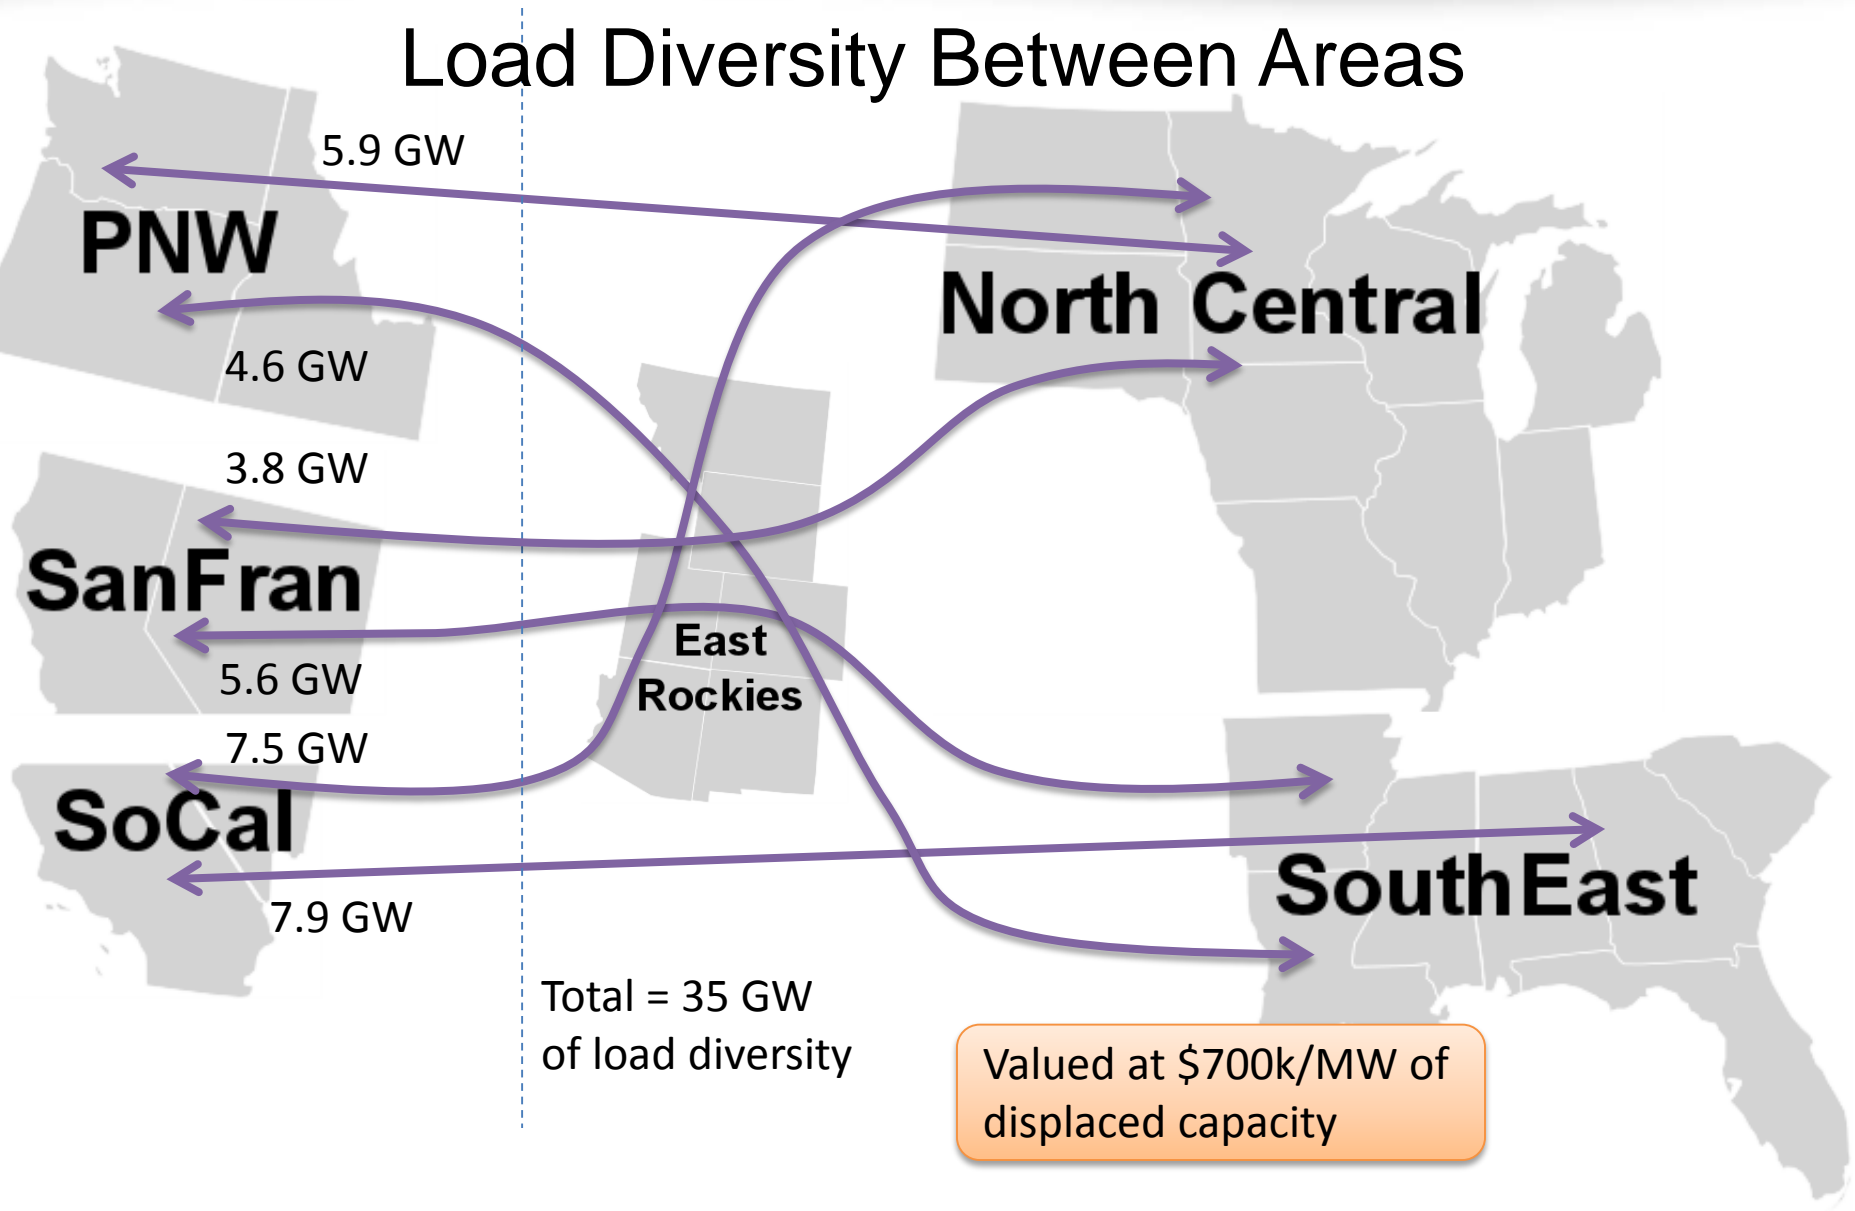 Load Diversity Between Areas
5.9 GW
PNW
North Central
4.6 GW
3.8 GW
SanFran
East
Rockies
5.6 GW
7.5 GW
SoCal
SouthEast
7.9 GW
Total = 35 GW
of load diversity
Valued at $700k/MW of
displaced capacity